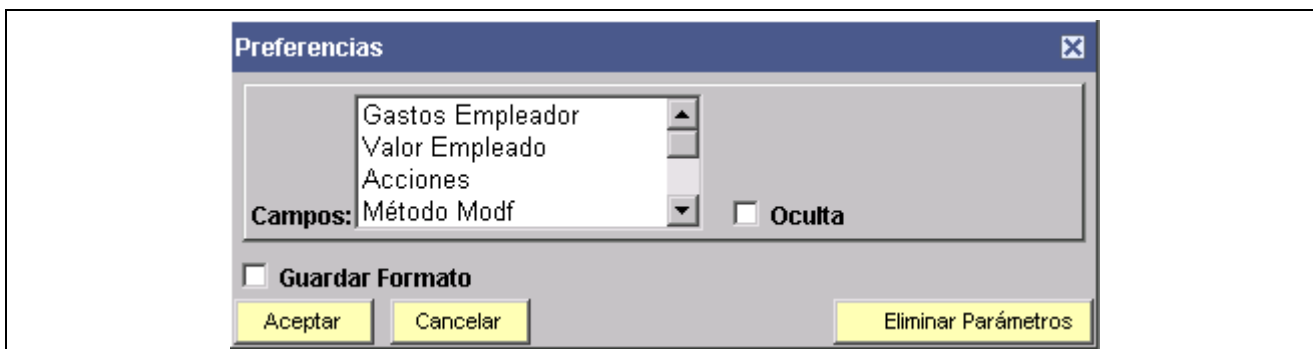 Preferencias
Gastos Empleador
Valor Empleado
Acciones
Campos: Método Modf Oculta
Guardar Formato
Aceptar Cancelar Eliminar Parámetros